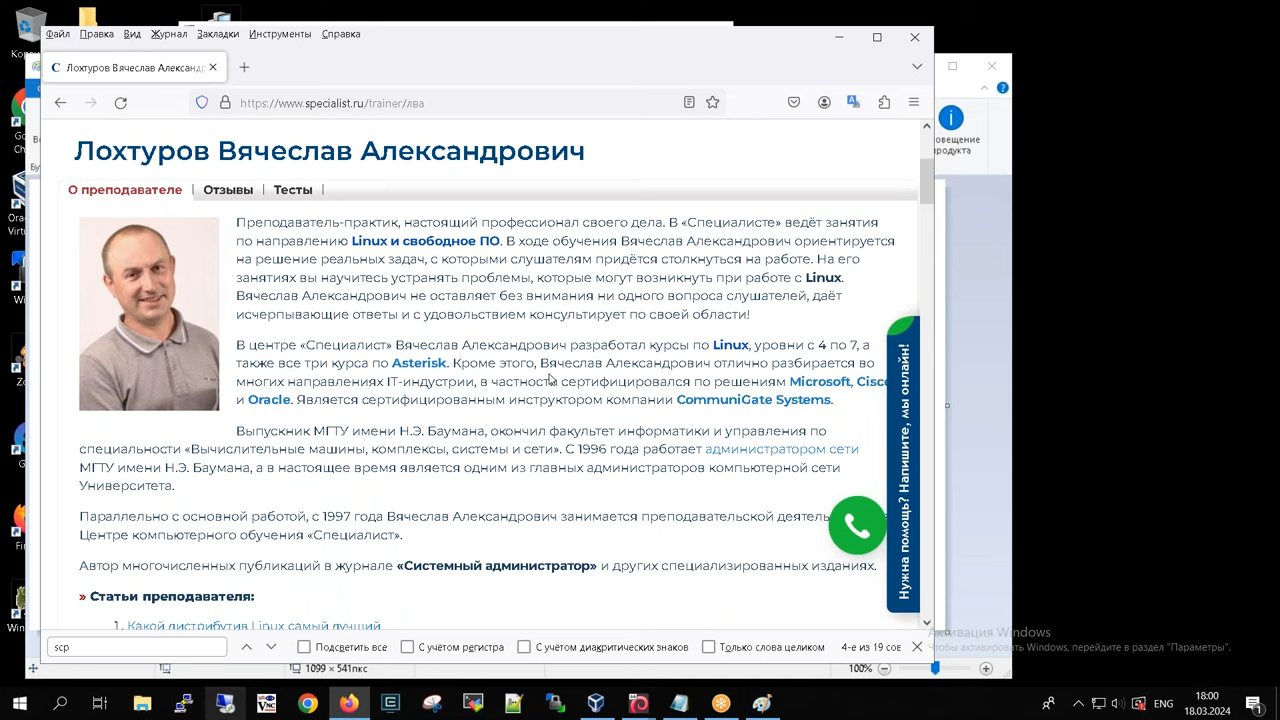 Файл Правка Вид Журнал Закладки Инструменты Справка
Лохтуров Вячеслав Александр
https://www.specialist.ru/trainer/лва
Лохтуров Вячеслав Александрович
О преподавателе | Отзывы | Тесты |
Преподаватель-практик, настоящий профессионал своего дела. В «Специалисте» ведёт занятия
по направлению Linux и свободное ПО. В ходе обучения Вячеслав Александрович ориентируется
на решение реальных задач, с которыми слушателям придётся столкнуться на работе. На его
занятиях вы научитесь устранять проблемы, которые могут возникнуть при работе с Linux.
Вячеслав Александрович не оставляет без внимания ни одного вопроса слушателей, даёт
исчерпывающие ответы и с удовольствием консультирует по своей области!
В центре «Специалист» Вячеслав Александрович разработал курсы по Linux, уровни с 4 по 7, а
также все три курса по Asterisk. Кроме этого, Вячеслав Александрович отлично разбирается во
многих направлениях IT-индустрии, в частности сертифицировался по решениям Microsoft, Cisc
и Oracle. Является сертифицированным инструктором компании CommuniGate Systems.
Выпускник МГТУ имени Н.Э. Баумана, окончил факультет информатики и управления по
специальности «Вычислительные машины, комплексы, системы и сети». С 1996 года работает администратором сети
МГТУ имени Н.Э. Баумана, а в настоящее время является одним из главных администраторов компьютерной сети
Университета.
Параллельно с основной работой, с 1997 года Вячеслав Александрович занимается преподавательской деятель
Центре компьютерного обучения «Специалист».
Автор многочисленных публикаций в журнале «Системный администратор» и других специализированных изданиях.
» Статьи преподавателя:
1. Какой дистрибутив Linux самый лучший
Нужна помощь? Напишите, мы онлайн!
scp
Подсветить все
С учётом регистра
С учётом диакритических знаков
Только слова целиком
4-е из 19 сов
овещение
родукта
1099 × 541пкс
100%
Активация Windows
Чтобы активировать Windows, перейдите в раздел "Параметры".
ENG
18:00
18.03.2024